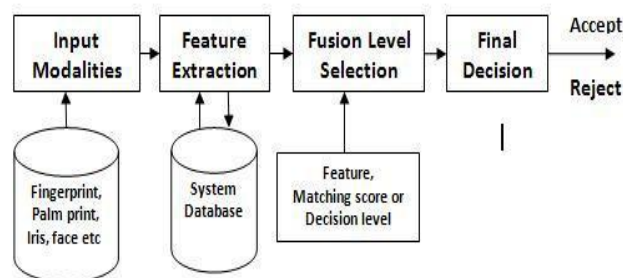 Input
Modalities
Feature
Extraction
Fusion Level
Selection
Final
Decision
Accept
Reject
Fingerprint,
Palm print,
Iris, face etc
System
Database
Feature,
Matching score or
Decision level